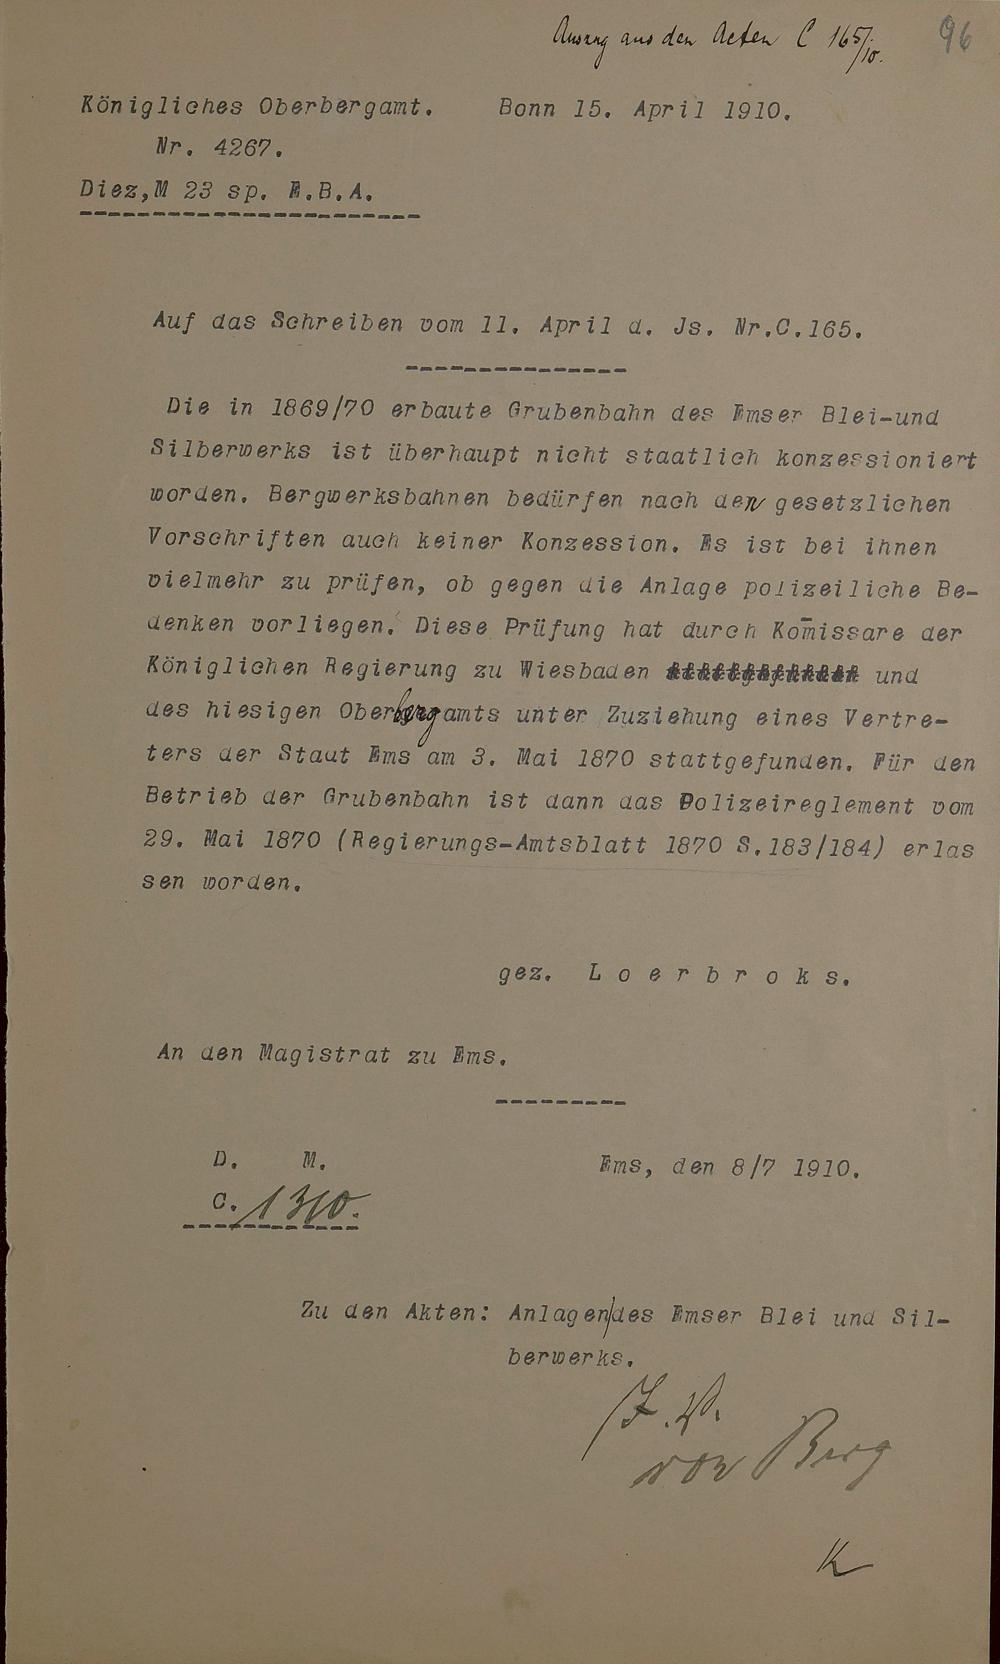 Auszug aus den Acten C 165/10.
96
Königliches Oberbergamt. Bonn 15. April 1910.
Nr. 4267.
Diez, M 23 sp. E.B.A.
Auf das Schreiben vom 11. April d. Js. Nr.C.165.
Die in 1869/70 erbaute Grubenbahn des Emser Blei-und
Silberwerks ist überhaupt nicht staatlich konzessioniert
worden. Bergwerksbahnen bedürfen nach den gesetzlichen
Vorschriften auch keiner Konzession. Es ist bei ihnen
vielmehr zu prüfen, ob gegen die Anlage polizeiliche Be-
denken vorliegen. Diese Prüfung hat durch Kom̄issare der
Königlichen Regierung zu Wiesbaden und
des hiesigen Oberbergamts unter Zuziehung eines Vertre-
ters der Stadt Ems am 3. Mai 1870 stattgefunden. Für den
Betrieb der Grubenbahn ist dann das Polizeireglement vom
29. Mai 1870 (Regierungs-Amtsblatt 1870 S.183/184) erlas
sen worden.
gez. Loerbroks.
An den Magistrat zu Ems.
D. M. Ems, den 8/7 1910.
C. 1310.
Zu den Akten: Anlagen/des Emser Blei und Sil-
berwerks.
J.V.
von Berg
K